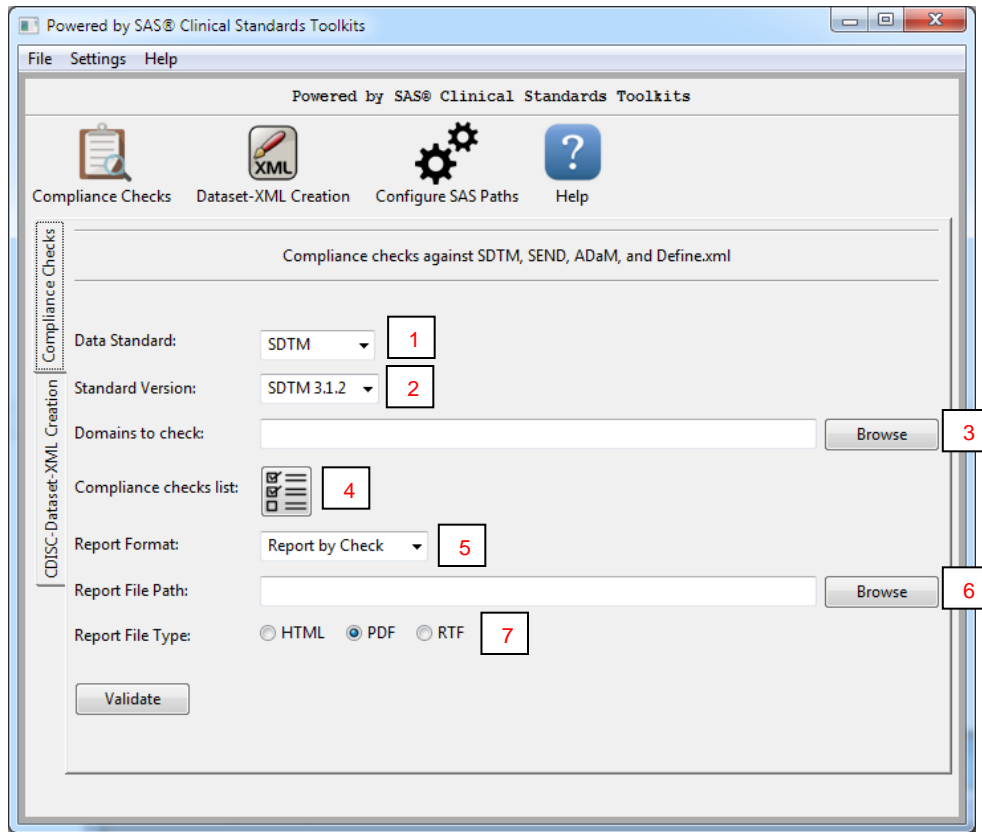 Powered by SAS® Clinical Standards Toolkits
File Settings Help
Powered by SAS® Clinical Standards Toolkits
XML
?
Compliance Checks Dataset-XML Creation Configure SAS Paths Help
Compliance Checks
CDISC-Dataset-XML Creation
Compliance checks against SDTM, SEND, ADaM, and Define.xml
Data Standard: SDTM 1
Standard Version: SDTM 3.1.2 2
Domains to check: Browse 3
Compliance checks list: 4
Report Format: Report by Check 5
Report File Path: Browse 6
Report File Type: HTML PDF RTF 7
Validate